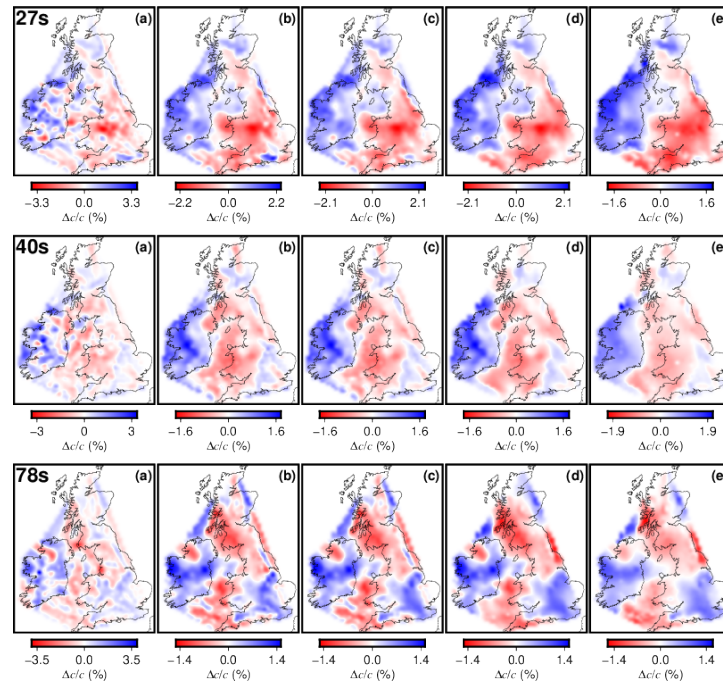 27s (a) (b) (c) (d) (e
−3.3 0.0 3.3 −2.2 0.0 2.2 −2.1 0.0 2.1 −2.1 0.0 2.1 −1.6 0.0 1.6
Δc/c (%) Δc/c (%) Δc/c (%) Δc/c (%) Δc/c (%)
40s (a) (b) (c) (d) (e
−3 0.0 3 −1.6 0.0 1.6 −1.6 0.0 1.6 −1.6 0.0 1.6 −1.9 0.0 1.9
Δc/c (%) Δc/c (%) Δc/c (%) Δc/c (%) Δc/c (%)
78s (a) (b) (c) (d) (e
−3.5 0.0 3.5 −1.4 0.0 1.4 −1.4 0.0 1.4 −1.4 0.0 1.4 −1.4 0.0 1.4
Δc/c (%) Δc/c (%) Δc/c (%) Δc/c (%) Δc/c (%)